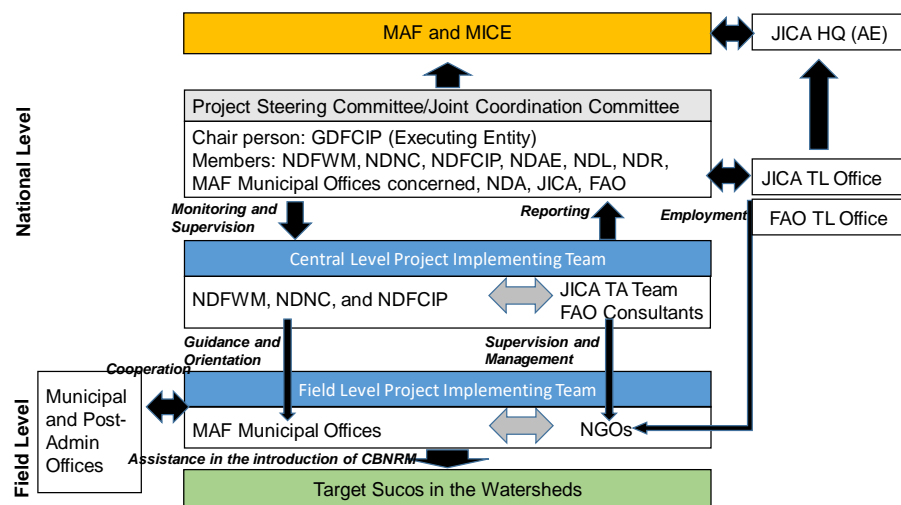 MAF and MICE
JICA HQ (AE)
National Level
Project Steering Committee/Joint Coordination Committee
Chair person: GDFCIP (Executing Entity)
Members: NDFWM, NDNC, NDFCIP, NDAE, NDL, NDR,
MAF Municipal Offices concerned, NDA, JICA, FAO
JICA TL Office
FAO TL Office
Monitoring and
Supervision
Reporting
Employment
Central Level Project Implementing Team
NDFWM, NDNC, and NDFCIP
JICA TA Team
FAO Consultants
Guidance and
Orientation
Supervision and
Management
Cooperation
Field Level
Municipal
and Post-
Admin
Offices
Field Level Project Implementing Team
MAF Municipal Offices
NGOs
Assistance in the introduction of CBNRM
Target Sucos in the Watersheds